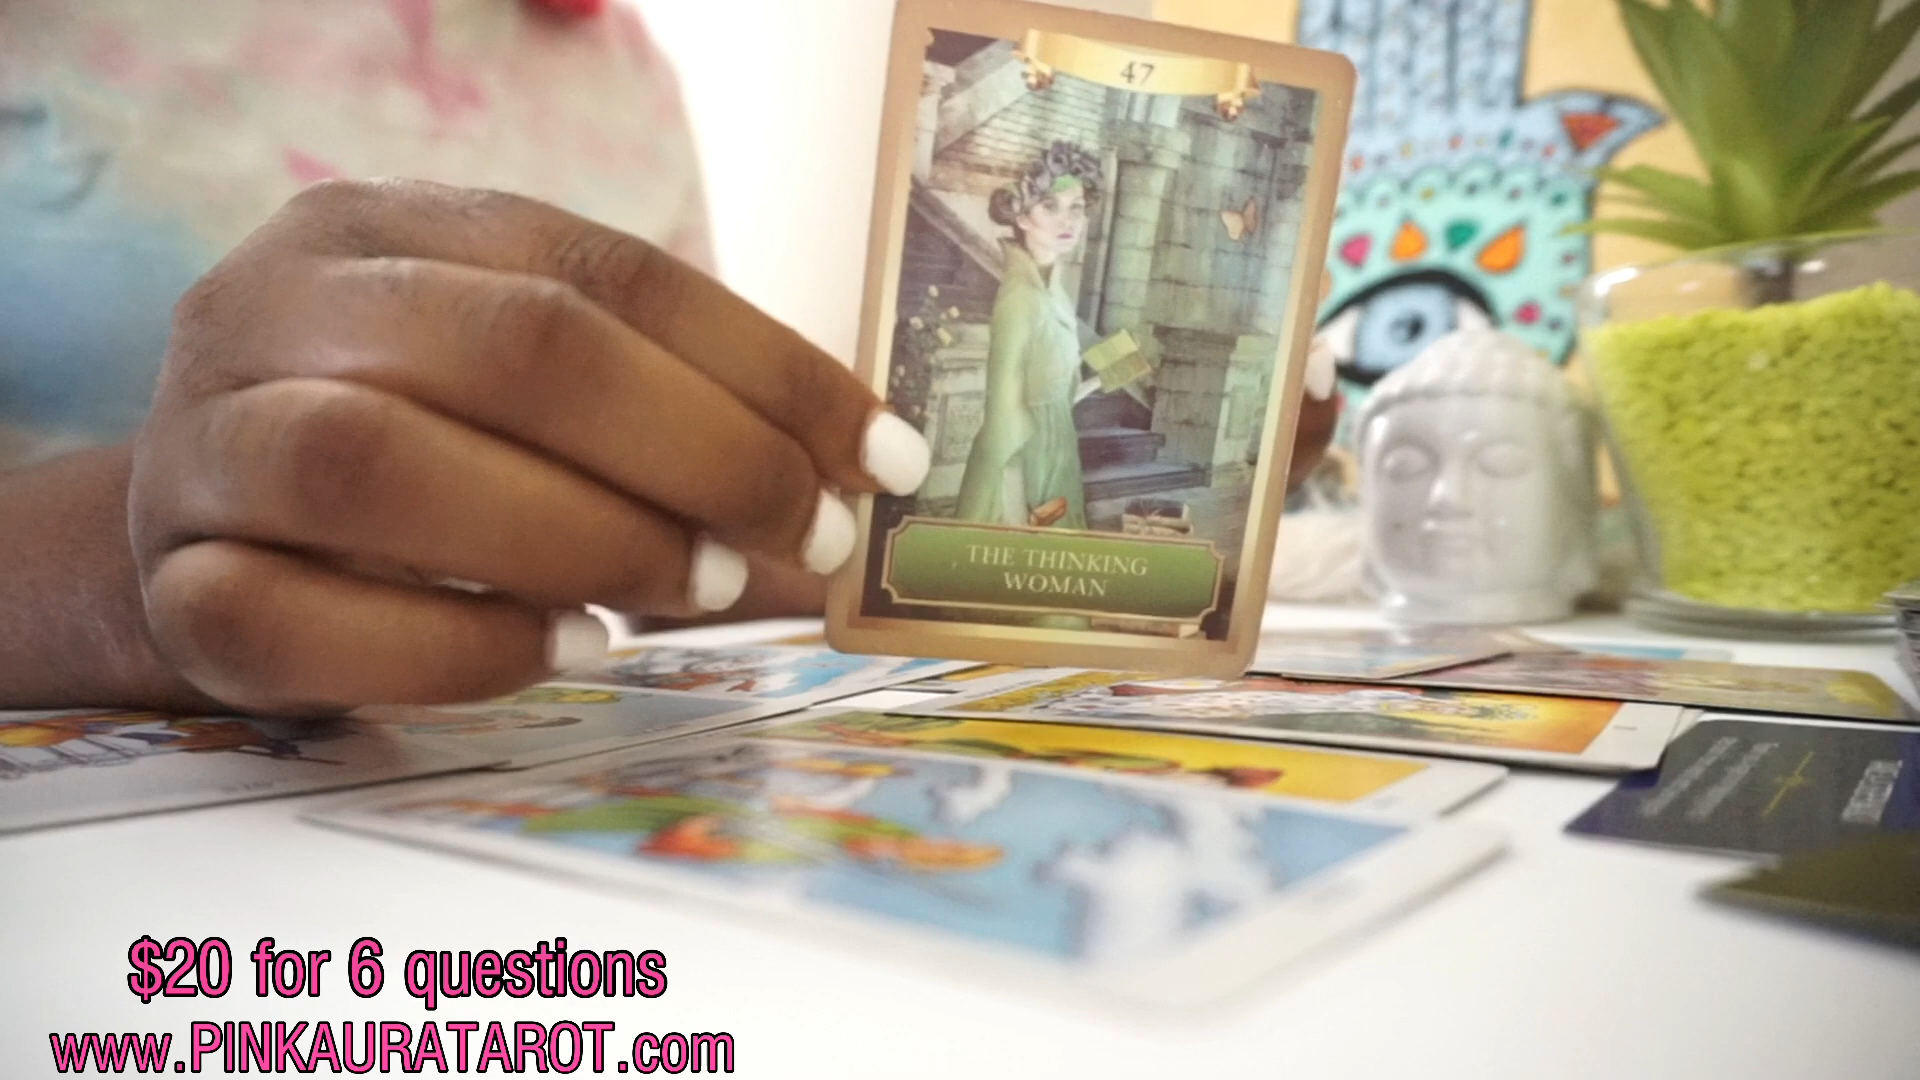 47
THE THINKING
WOMAN
$20 for 6 questions
www.PINKAURATAROT.com